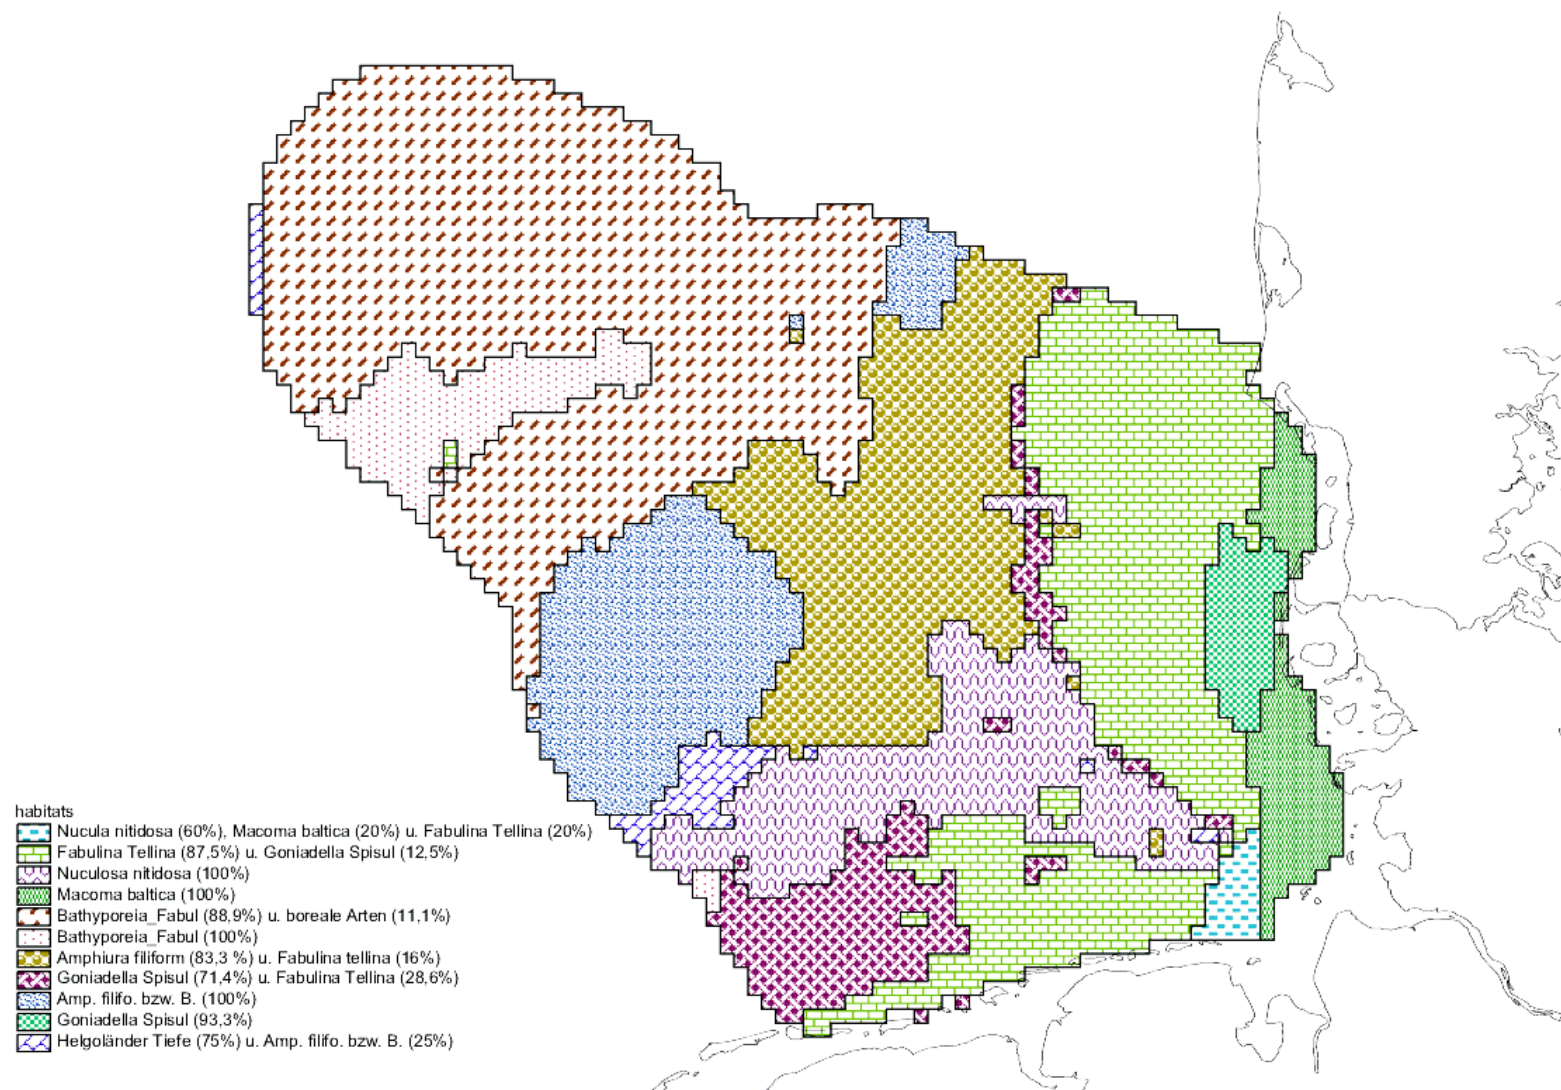 habitats
Nucula nitidosa (60%), Macoma baltica (20%) u. Fabulina Tellina (20%)
Fabulina Tellina (87,5%) u. Goniadella Spisul (12,5%)
Nuculosa nitidosa (100%)
Macoma baltica (100%)
Bathyporeia_Fabul (88,9%) u. boreale Arten (11,1%)
Bathyporeia_Fabul (100%)
Amphiura filiform (83,3 %) u. Fabulina tellina (16%)
Goniadella Spisul (71,4%) u. Fabulina Tellina (28,6%)
Amp. filifo. bzw. B. (100%)
Goniadella Spisul (93,3%)
Helgoländer Tiefe (75%) u. Amp. filifo. bzw. B. (25%)